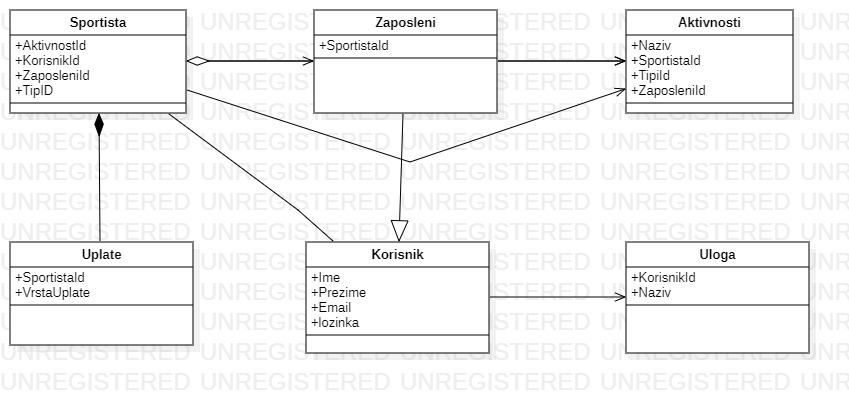 Sportista
+AktivnostId
+KorisnikId
+ZaposleniId
+TipID
Zaposleni
+SportistaId
Aktivnosti
+Naziv
+SportistaId
+TipId
+ZaposleniId
Uplate
+SportistaId
+VrstaUplate
Korisnik
+Ime
+Prezime
+Email
+lozinka
Uloga
+KorisnikId
+Naziv
UNREGISTERED